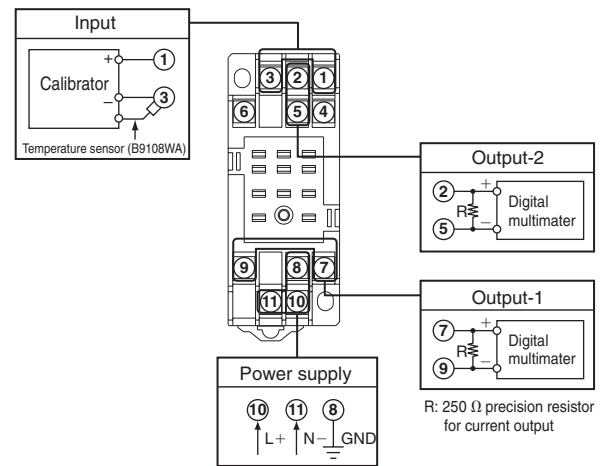 Input
+ 1
Calibrator
− 3
Temperature sensor (B9108WA)
3 2 1
6 5 4
9 8 7
11 10
Output-2
2 + Digital
R multimater
5 −
Output-1
7 + Digital
R multimater
9 −
R: 250 Ω precision resistor
for current output
Power supply
10 11 8
L+ N− GND